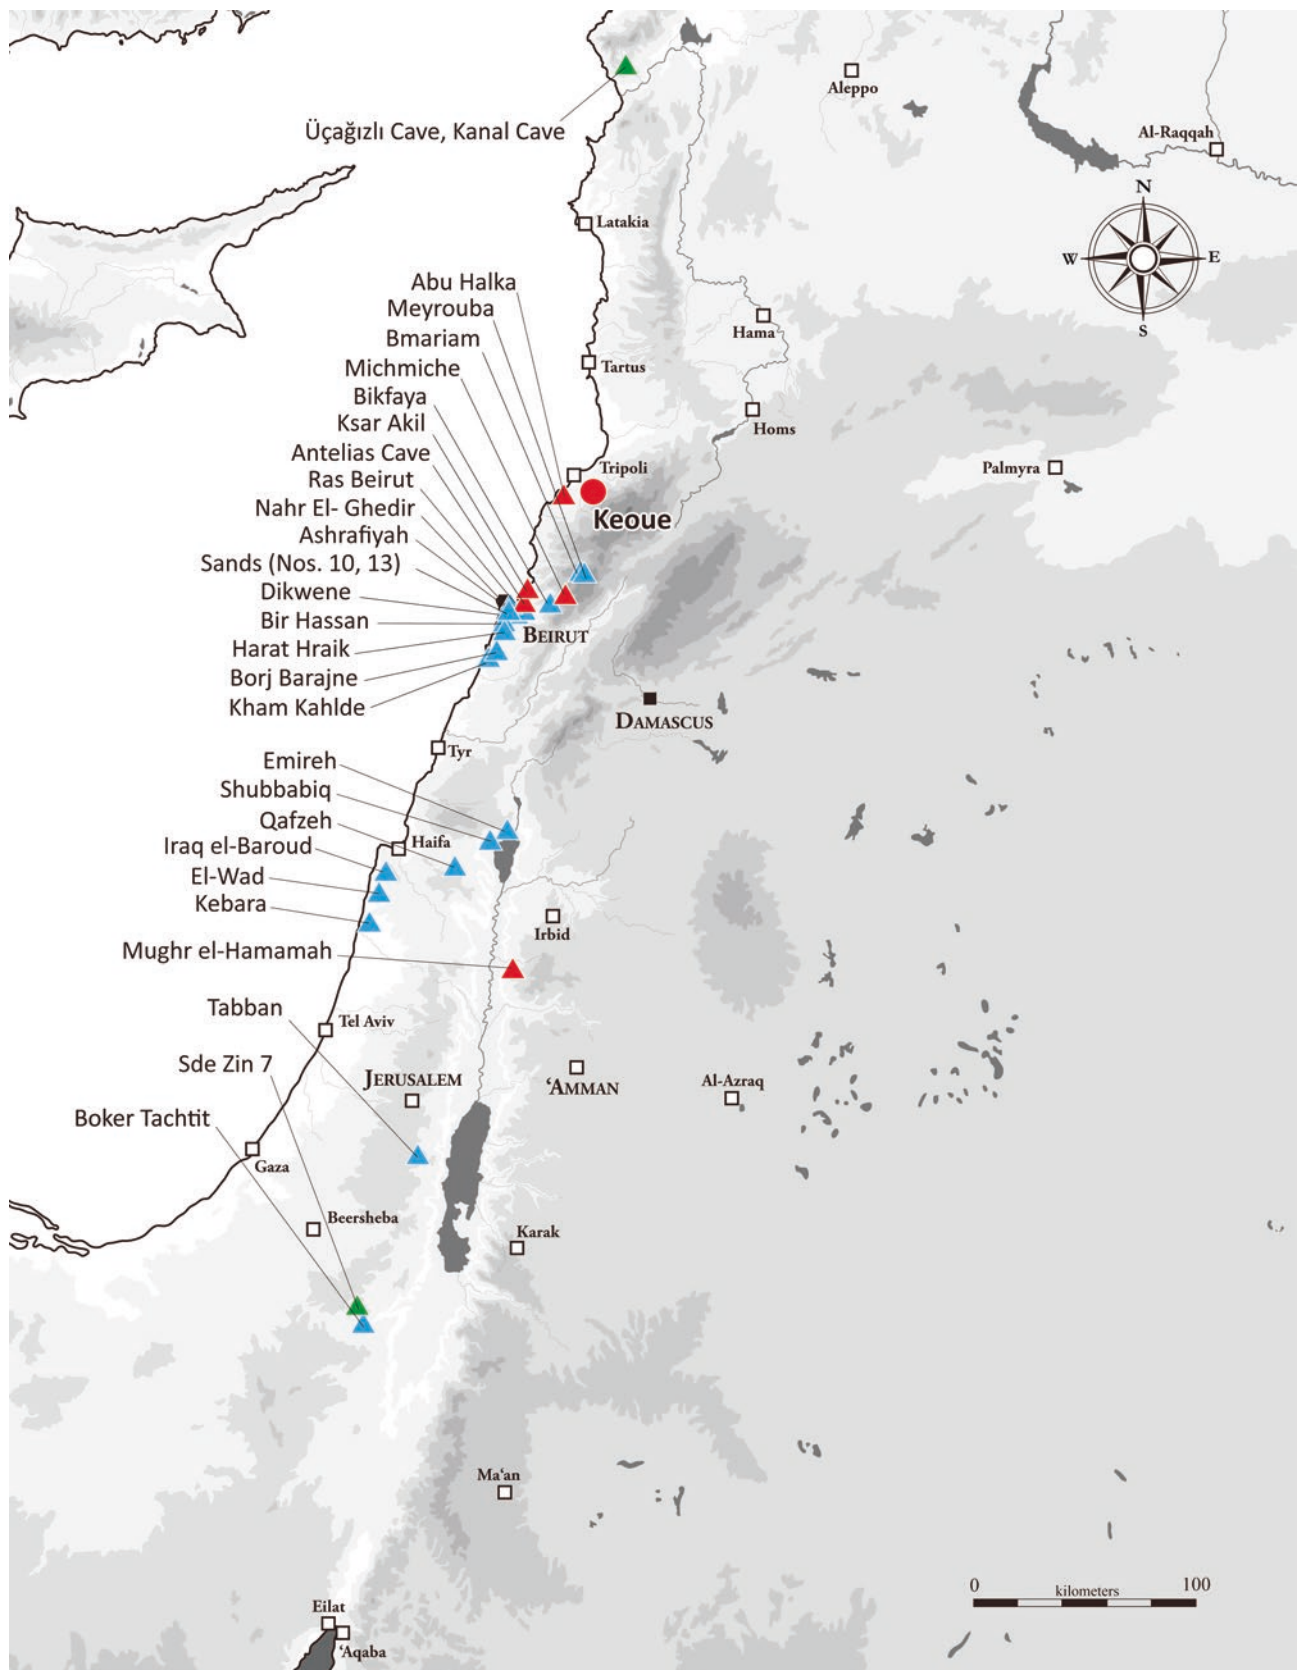 Üçağızlı Cave, Kanal Cave
Aleppo
Al-Raqqah
N
W
E
S
Latakia
Abu Halka
Meyrouba
Bmariam
Michmiche
Bikfaya
Ksar Akil
Antelias Cave
Ras Beirut
Nahr El- Ghedir
Ashrafiyah
Sands (Nos. 10, 13)
Dikwene
Bir Hassan
Harat Hraik
Borj Barajne
Kham Kahlde
Hama
Tartus
Homs
Tripoli
Palmyra
Keoue
BEIRUT
DAMASCUS
Tyr
Emireh
Shubbabiq
Qafzeh
Iraq el-Baroud
El-Wad
Kebara
Mughr el-Hamamah
Haifa
Irbid
Tabban
Tel Aviv
Sde Zin 7
JERUSALEM
‘AMMAN
Al-Azraq
Boker Tachtit
Gaza
Beersheba
Karak
Ma‘an
Eilat
‘Aqaba
0 kilometers 100